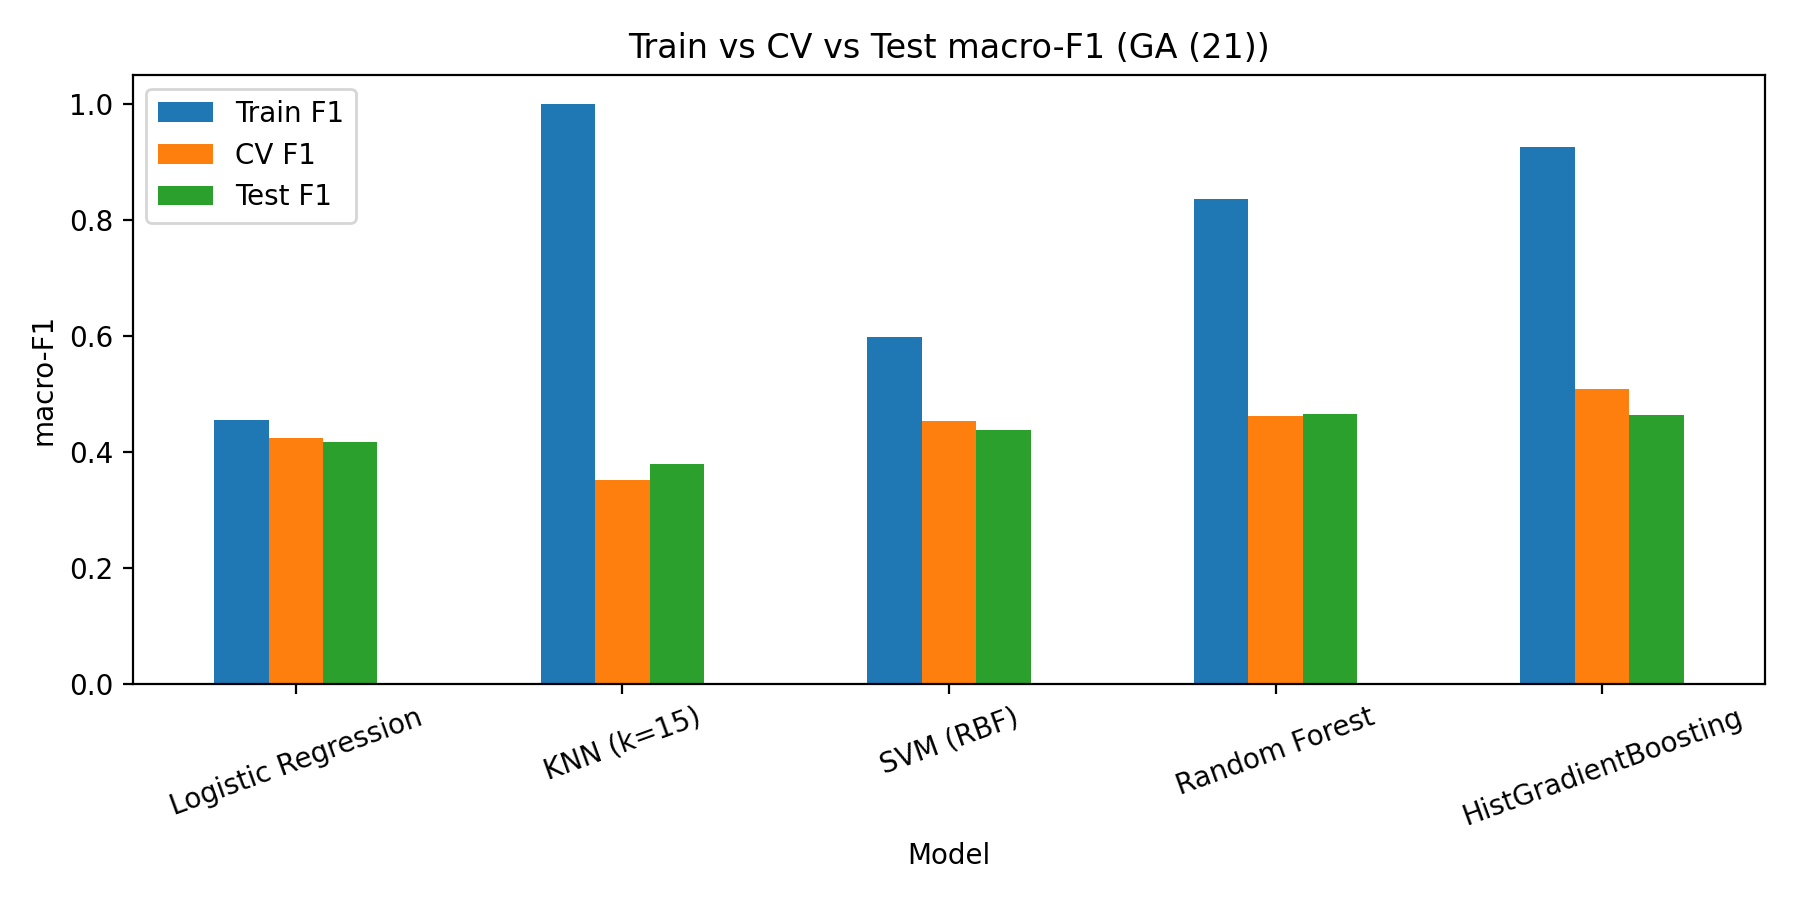 Train vs CV vs Test macro-F1 (GA (21))
Train F1
CV F1
Test F1
macro-F1
1.0
0.8
0.6
0.4
0.2
0.0
Logistic Regression
KNN (k=15)
SVM (RBF)
Random Forest
HistGradientBoosting
Model